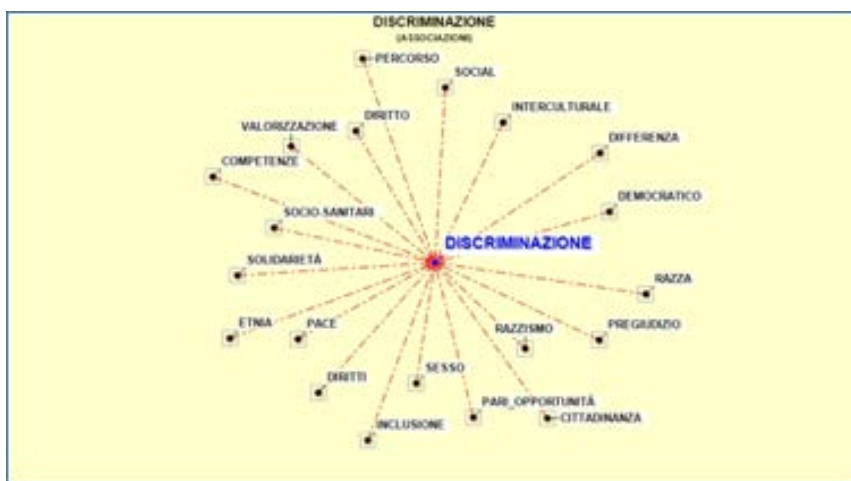 DISCRIMINAZIONE
(ASSOCIAZIONI)
PERCORSO
SOCIAL
INTERCULTURALE
DIRITTO
VALORIZZAZIONE
DIFFERENZA
COMPETENZE
DEMOCRATICO
SOCIO-SANITARI
DISCRIMINAZIONE
SOLIDARIETÀ
RAZZA
ETNIA
PACE
RAZZISMO
PREGIUDIZIO
DIRITTI
SESSO
PARI_OPPORTUNITÀ
CITTADINANZA
INCLUSIONE